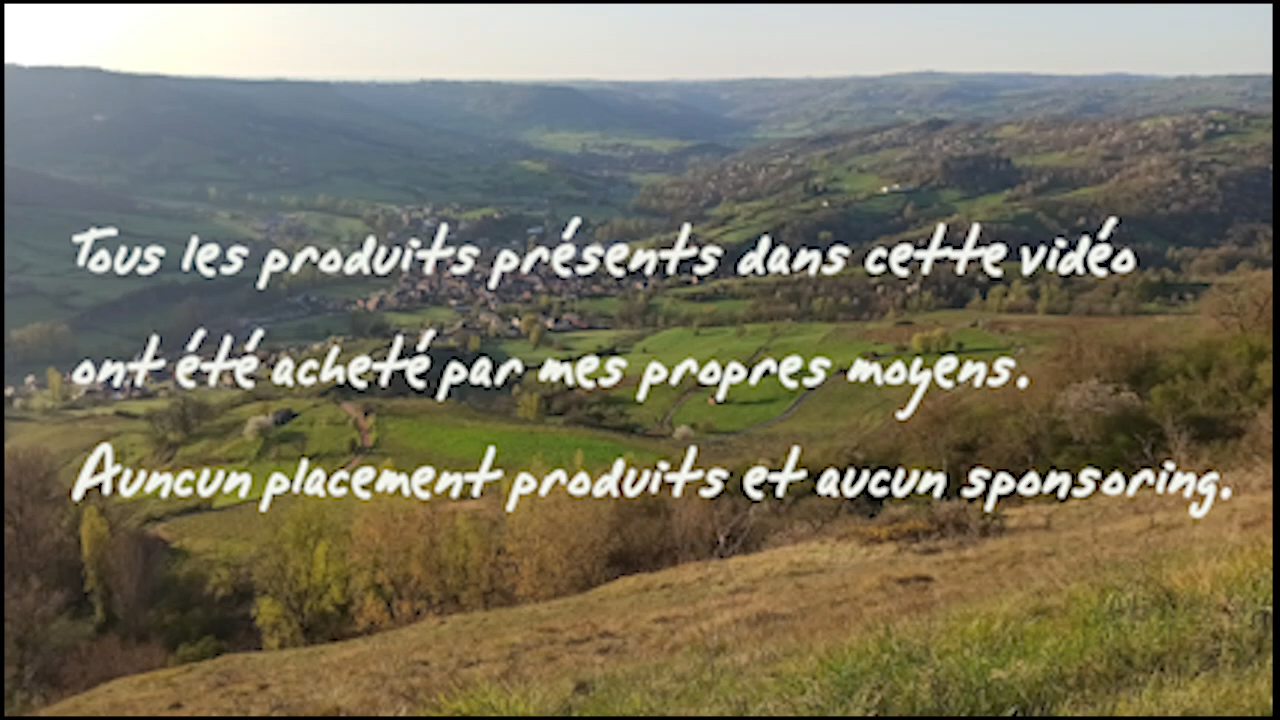 Tous les produits présents dans cette vidéo
ont été acheté par mes propres moyens.
Auncun placement produits et aucun sponsoring.